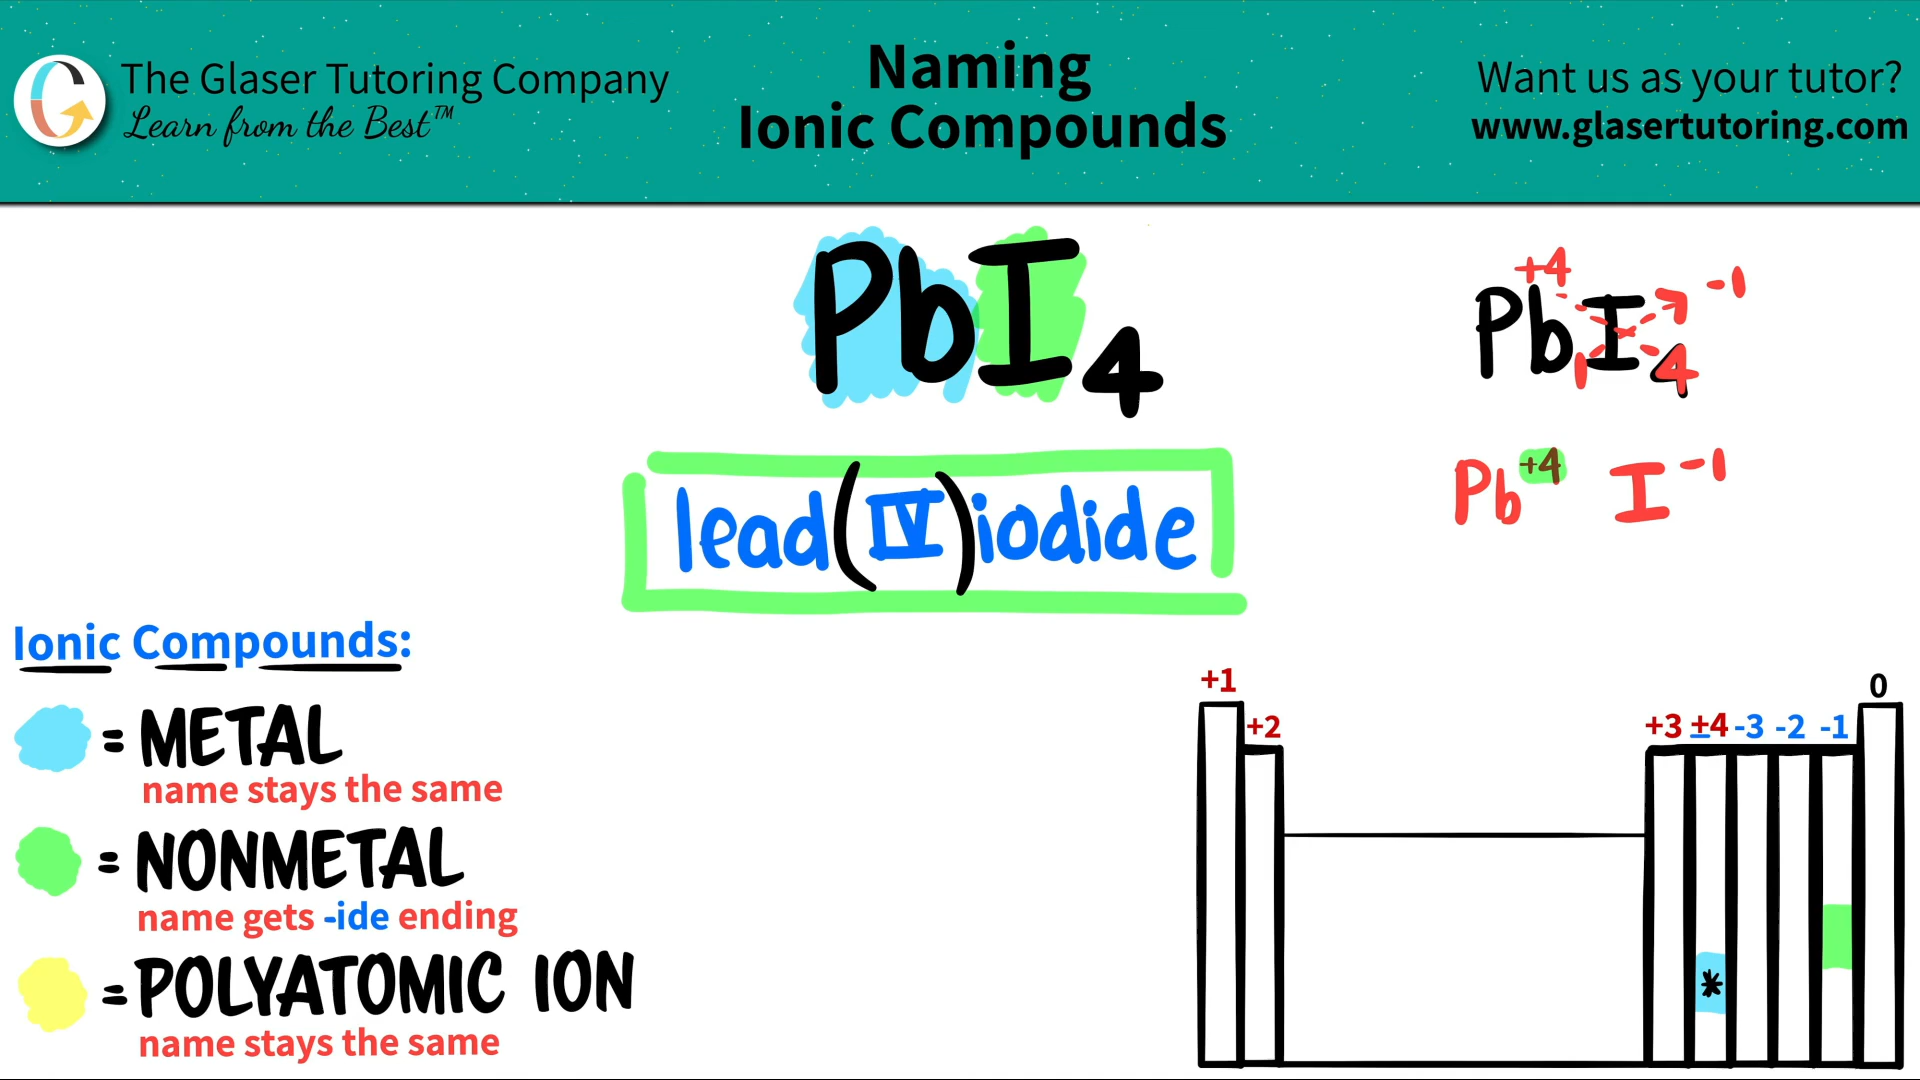 The Glaser Tutoring Company
Learn from the Best™
Naming
Ionic Compounds
Want us as your tutor?
www.glasertutoring.com
PbI₄
lead(IV)iodide
+4 -1
PbI
1 4
Pb⁺⁴ I⁻¹
Ionic Compounds:
= METAL
name stays the same
= NONMETAL
name gets -ide ending
= POLYATOMIC ION
name stays the same
+1 0
+2 +3 ±4 -3 -2 -1
*